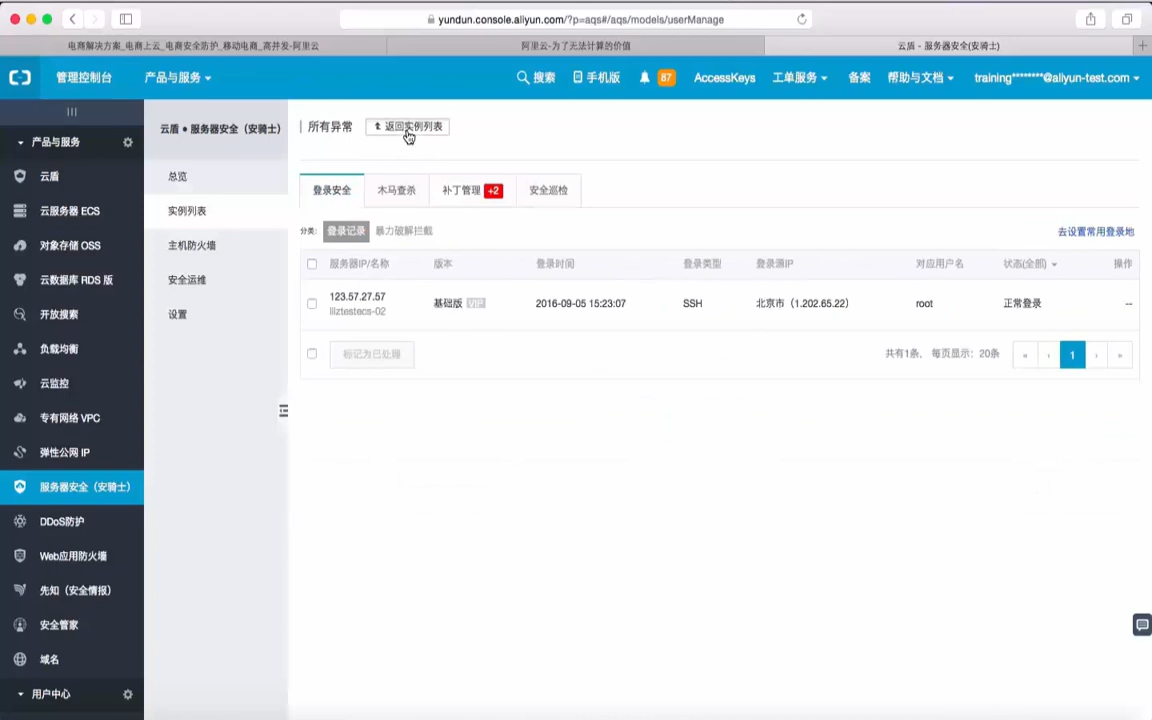 yundun.console.aliyun.com/?p=aqs#/aqs/models/userManage
电商解决方案_电商上云_电商安全防护_移动电商_高并发-阿里云
阿里云-为了无法计算的价值
云盾 - 服务器安全(安骑士)
管理控制台
产品与服务
搜索
手机版
87
AccessKeys
工单服务
备案
帮助与文档
training********@aliyun-test.com
产品与服务
云盾
云服务器 ECS
对象存储 OSS
云数据库 RDS 版
开放搜索
负载均衡
云监控
专有网络 VPC
弹性公网 IP
服务器安全（安骑士）
DDoS防护
Web应用防火墙
先知（安全情报）
安全管家
域名
用户中心
云盾 • 服务器安全（安骑士）
总览
实例列表
主机防火墙
安全运维
设置
所有异常
返回实例列表
登录安全
木马查杀
补丁管理 +2
安全巡检
分类: 登录记录 暴力破解拦截
去设置常用登录地
服务器IP/名称 版本 登录时间 登录类型 登录源IP 对应用户名 状态(全部) 操作
123.57.27.57
lilztestecs-02
基础版 VIP
2016-09-05 15:23:07
SSH
北京市（1.202.65.22）
root
正常登录
--
标记为已处理
共有1条, 每页显示: 20条
« ‹ 1 › »